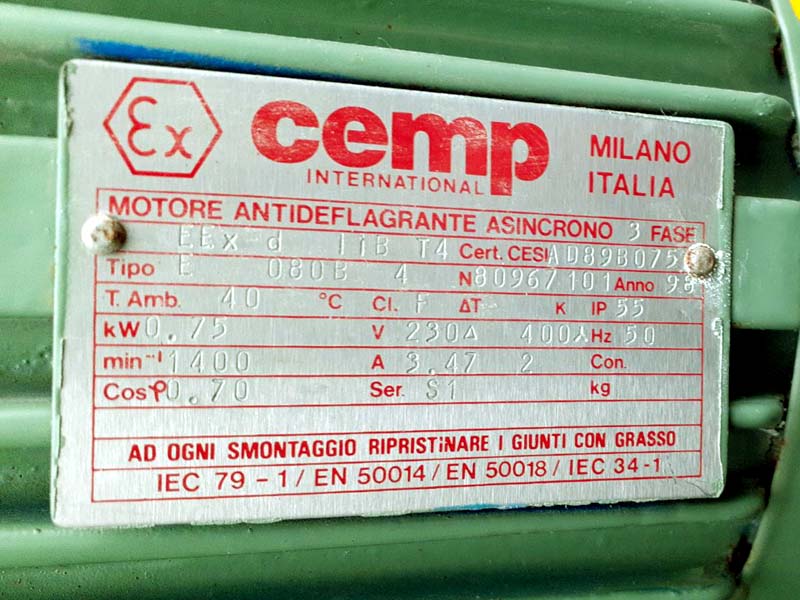 Ex cemp MILANO
INTERNATIONAL ITALIA
MOTORE ANTIDEFLAGRANTE ASINCRONO 3 FASE
EEx d IIB T4 Cert. CESI AD89B075
Tipo E 080B 4 N 80967101 Anno 98
T. Amb. 40 °C Cl. F ΔT- K IP 55
kW 0.75 V 230Δ 400⅄ Hz 50
min⁻¹ 1400 A 3.47 2 Con.
Cosφ 0.70 Ser. S1 kg
AD OGNI SMONTAGGIO RIPRISTINARE I GIUNTI CON GRASSO
IEC 79 - 1 / EN 50014 / EN 50018 / IEC 34 - 1